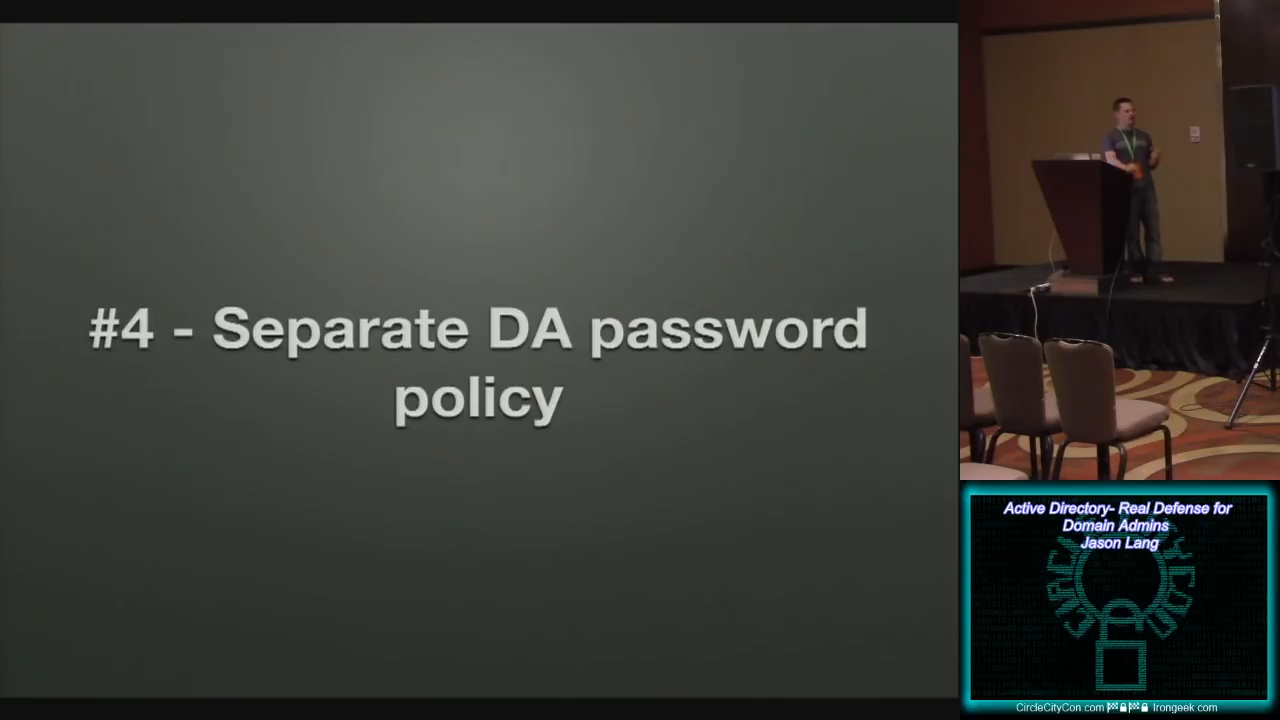 #4 - Separate DA password
policy
Active Directory- Real Defense for
Domain Admins
Jason Lang
CircleCityCon.com Irongeek.com